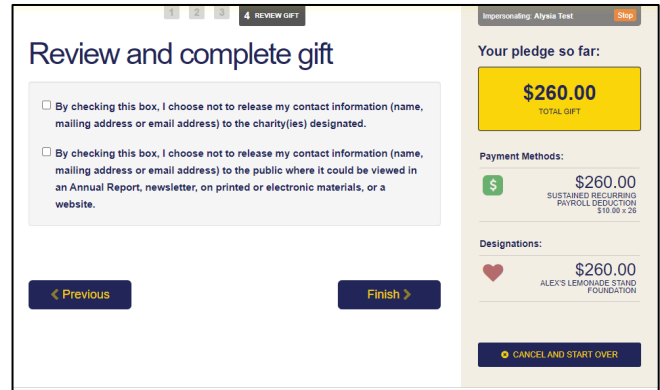 1 2 3 4 REVIEW GIFT
Review and complete gift
By checking this box, I choose not to release my contact information (name,
mailing address or email address) to the charity(ies) designated.
By checking this box, I choose not to release my contact information (name,
mailing address or email address) to the public where it could be viewed in
an Annual Report, newsletter, on printed or electronic materials, or a
website.
Previous
Finish
Impersonating: Alysia Test Stop
Your pledge so far:
$260.00
TOTAL GIFT
Payment Methods:
$
$260.00
SUSTAINED RECURRING
PAYROLL DEDUCTION
$10.00 x 26
Designations:
$260.00
ALEX'S LEMONADE STAND
FOUNDATION
CANCEL AND START OVER